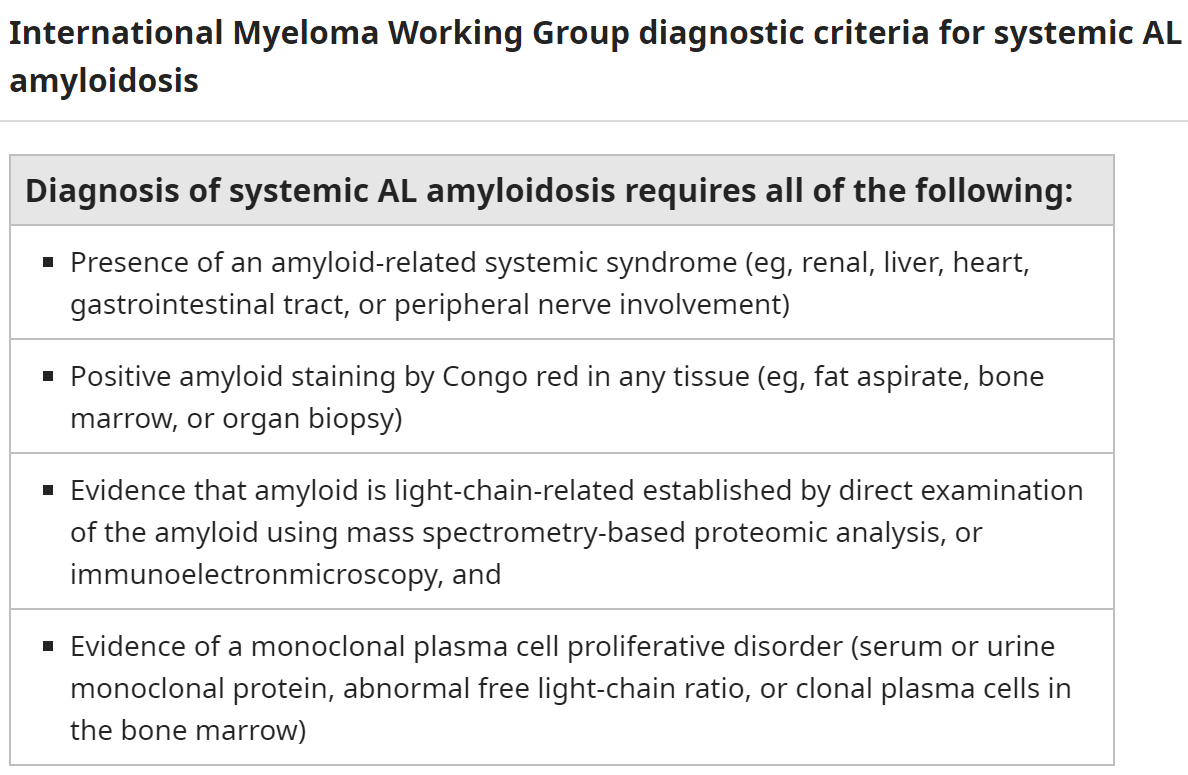 International Myeloma Working Group diagnostic criteria for systemic AL
amyloidosis
Diagnosis of systemic AL amyloidosis requires all of the following:
▪ Presence of an amyloid-related systemic syndrome (eg, renal, liver, heart,
gastrointestinal tract, or peripheral nerve involvement)
▪ Positive amyloid staining by Congo red in any tissue (eg, fat aspirate, bone
marrow, or organ biopsy)
▪ Evidence that amyloid is light-chain-related established by direct examination
of the amyloid using mass spectrometry-based proteomic analysis, or
immunoelectronmicroscopy, and
▪ Evidence of a monoclonal plasma cell proliferative disorder (serum or urine
monoclonal protein, abnormal free light-chain ratio, or clonal plasma cells in
the bone marrow)